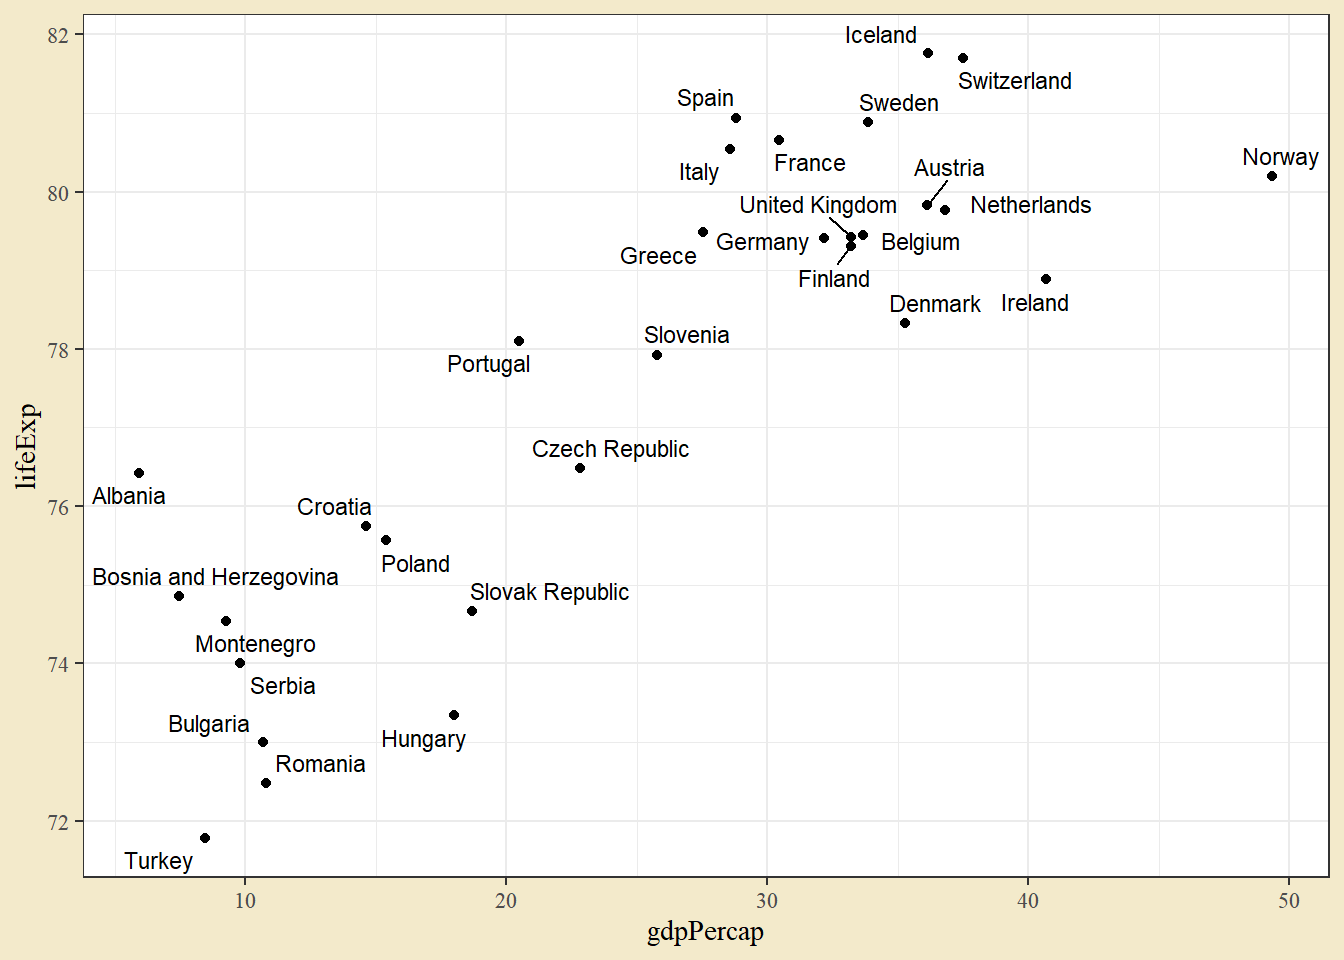 82
Iceland
Switzerland
Spain
Sweden
France
Italy
Norway
Austria
80
United Kingdom
Netherlands
Greece
Germany
Belgium
Finland
Denmark
Ireland
78
Slovenia
Portugal
Czech Republic
lifeExp
Albania
76
Croatia
Poland
Bosnia and Herzegovina
Slovak Republic
Montenegro
74
Serbia
Bulgaria
Hungary
Romania
72
Turkey
10
20
30
40
50
gdpPercap